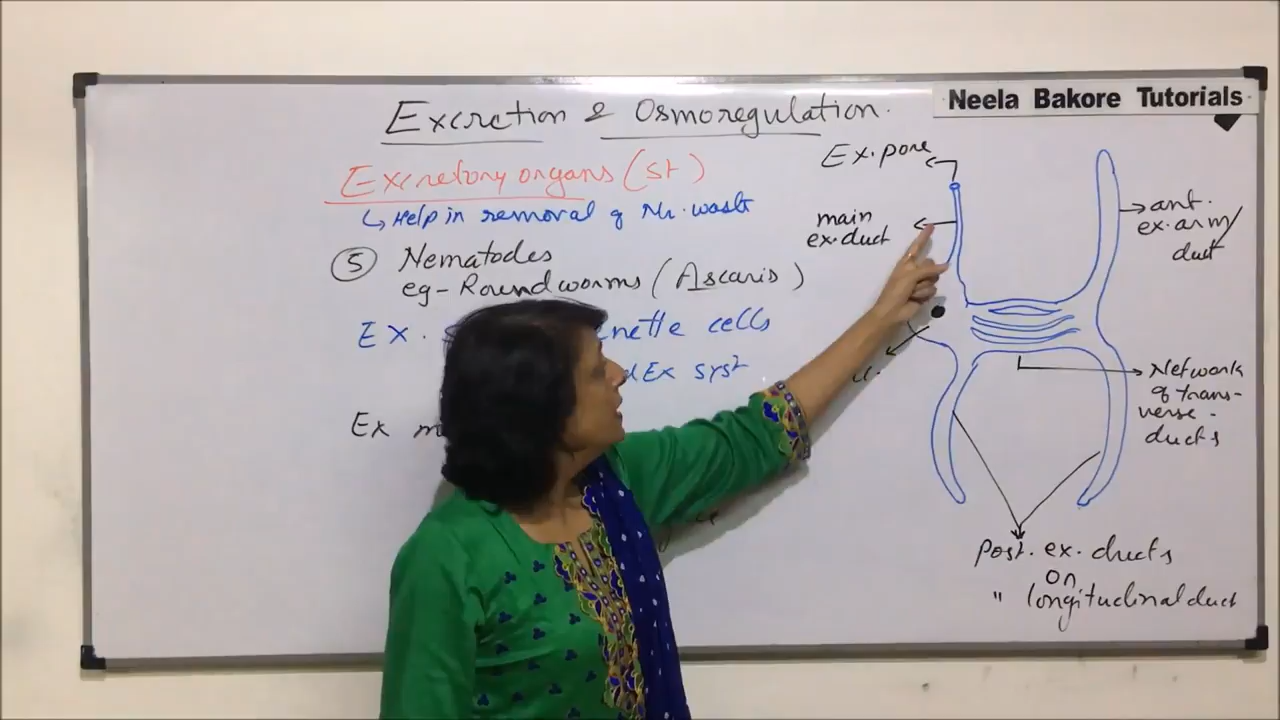 Excretion & Osmoregulation.
Neela Bakore Tutorials
Excretory organs (st)
↳ Help in removal of Ni. waste
⑤ Nematodes
eg- Roundworms (Ascaris)
Ex. nette cells
Ex syst
Ex m
Ex. pore
main
ex. duct
ant.
ex. arm/
duct
Network
of trans-
verse -
ducts
Post. ex. ducts
or
" longitudinal duct